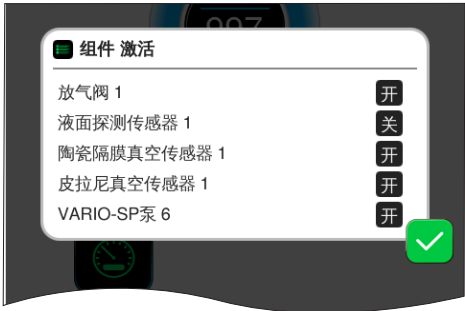 997
组件 激活
放气阀 1
开
液面探测传感器 1
关
陶瓷隔膜真空传感器 1
开
皮拉尼真空传感器 1
开
VARIO-SP泵 6
开